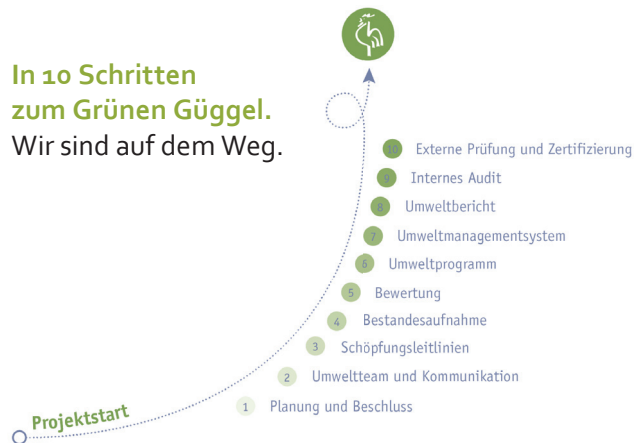 In 10 Schritten
zum Grünen Güggel.
Wir sind auf dem Weg.
10 Externe Prüfung und Zertifizierung
9 Internes Audit
8 Umweltbericht
7 Umweltmanagementsystem
6 Umweltprogramm
5 Bewertung
4 Bestandesaufnahme
3 Schöpfungsleitlinien
2 Umweltteam und Kommunikation
1 Planung und Beschluss
Projektstart